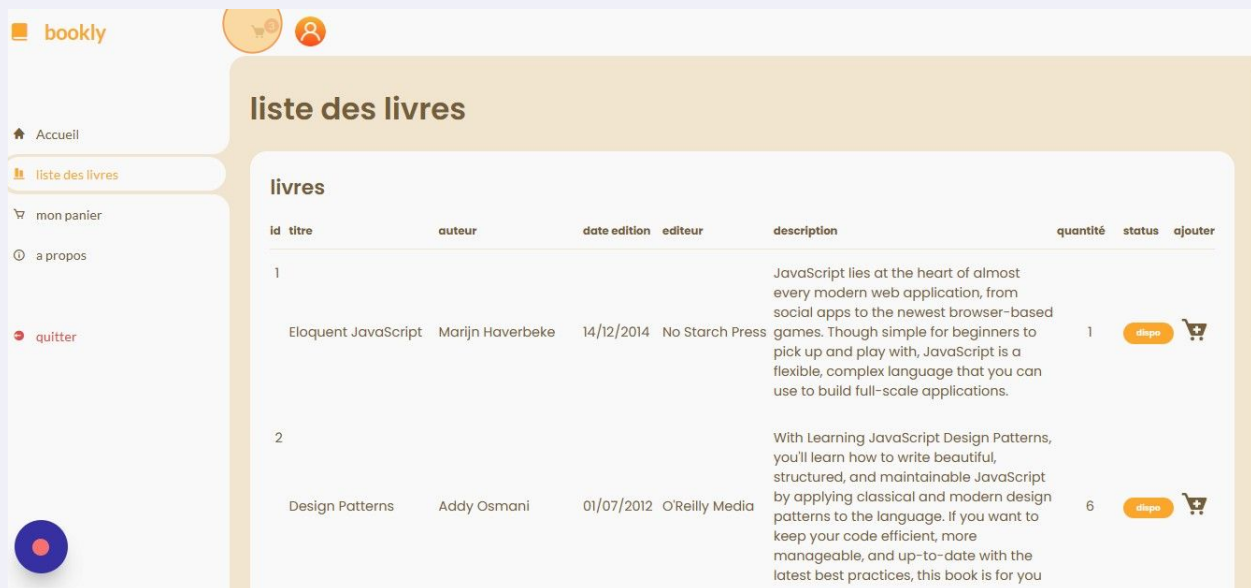 bookly
3
liste des livres
Accueil
liste des livres
mon panier
a propos
quitter
livres
id titre auteur date edition editeur description quantité status ajouter
1
JavaScript lies at the heart of almost
every modern web application, from
social apps to the newest browser-based
Eloquent JavaScript Marijn Haverbeke 14/12/2014 No Starch Press games. Though simple for beginners to 1 dispo
pick up and play with, JavaScript is a
flexible, complex language that you can
use to build full-scale applications.
2
With Learning JavaScript Design Patterns,
you'll learn how to write beautiful,
structured, and maintainable JavaScript
by applying classical and modern design
Design Patterns Addy Osmani 01/07/2012 O'Reilly Media patterns to the language. If you want to 6 dispo
keep your code efficient, more
manageable, and up-to-date with the
latest best practices, this book is for you